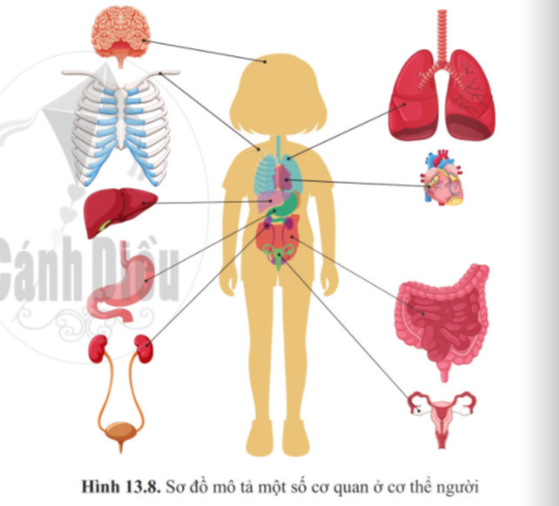 Cánh Diều
Hình 13.8. Sơ đồ mô tả một số cơ quan ở cơ thể người